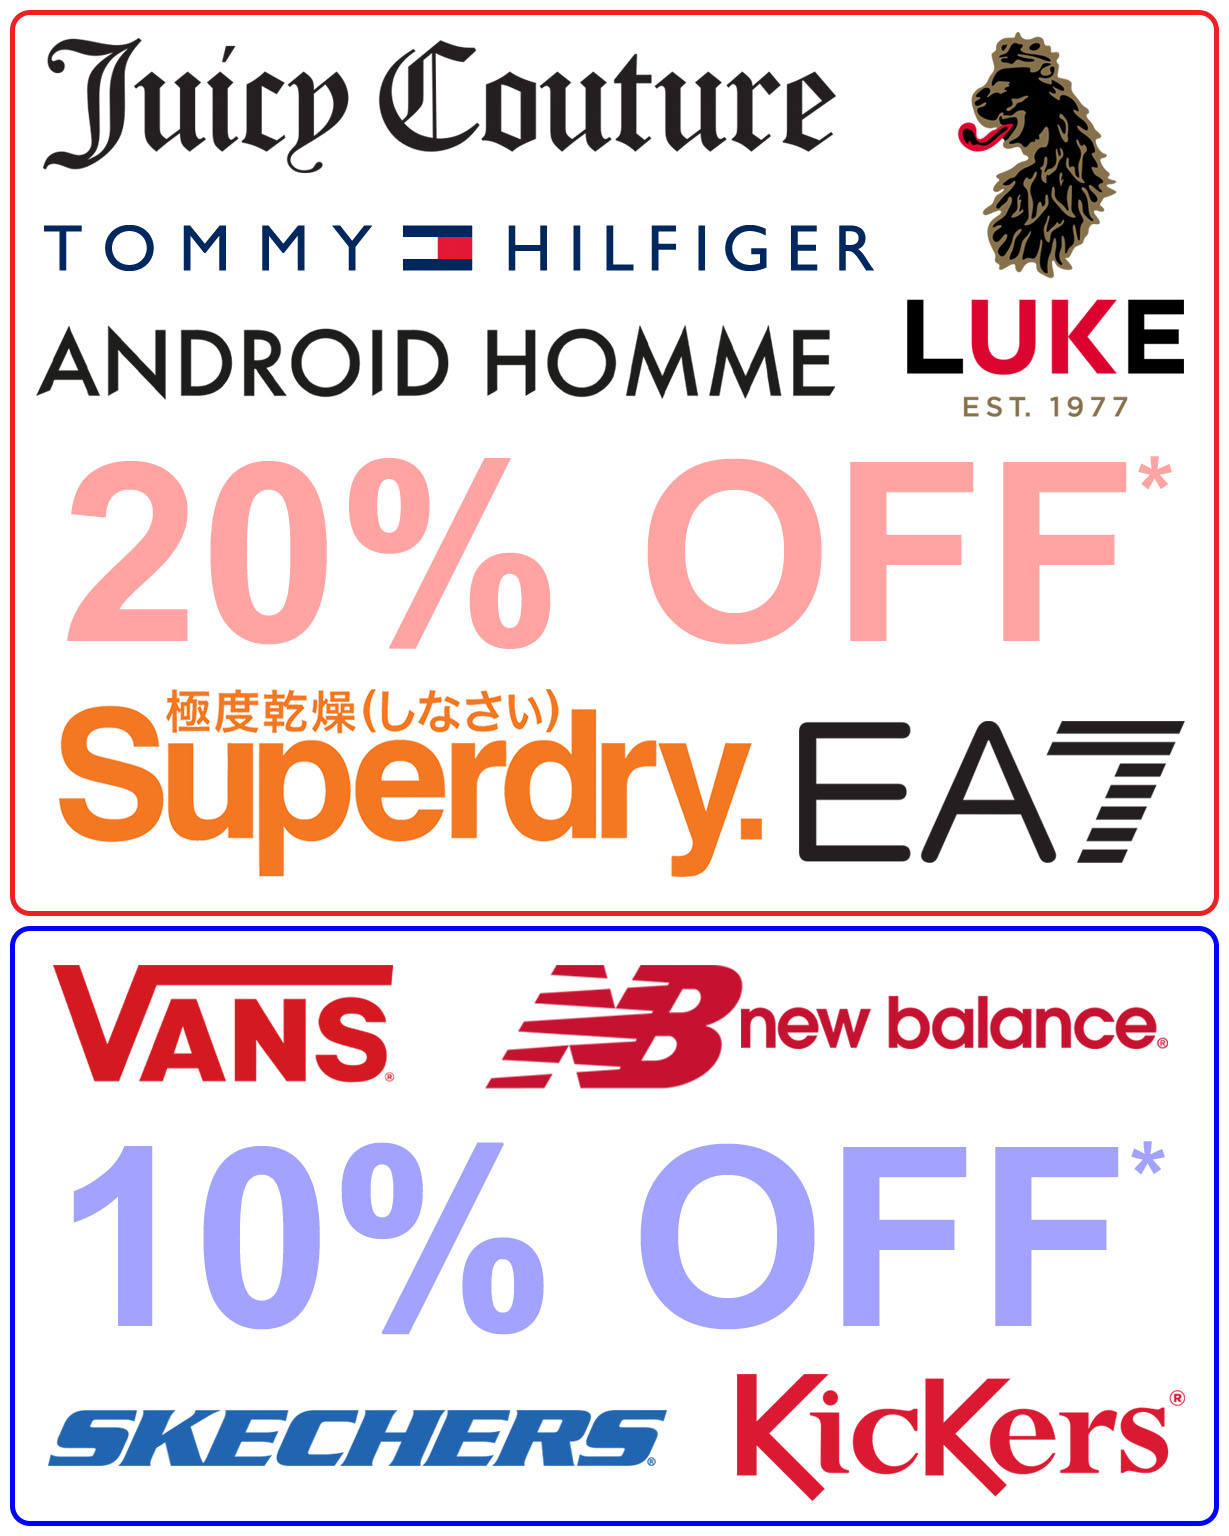 Juicy Couture
TOMMY HILFIGER
ANDROID HOMME
LUKE
EST. 1977
20% OFF*
極度乾燥(しなさい)
Superdry.
EA7
VANS®
NB new balance®
10% OFF*
SKECHERS®
KicKers®